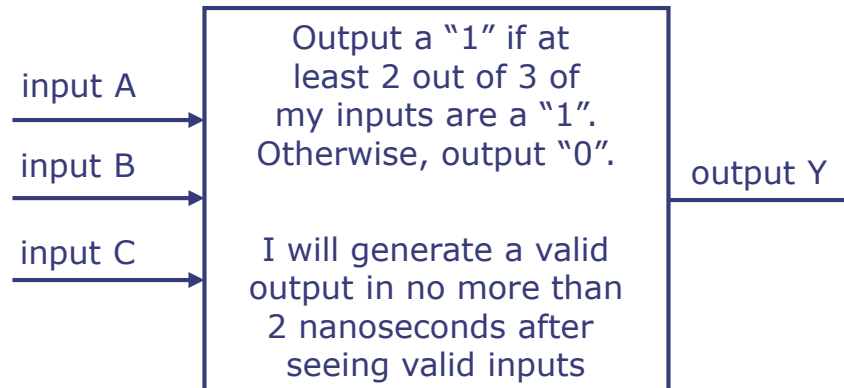 input A
input B
input C
Output a “1” if at
least 2 out of 3 of
my inputs are a “1”.
Otherwise, output “0”.
I will generate a valid
output in no more than
2 nanoseconds after
seeing valid inputs
output Y